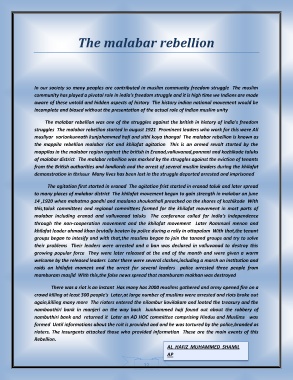 The malabar rebellion
In our society so many peoples are contributed in muslim community freedom struggle The muslim
community has played a pivotal role in india's freedom struggle and it is high time we indians are made
aware of these untold and hidden aspects of history The history indian national movement would be
incomplete and biased without the presentation of the actual role of indian muslim unity
The malabar rebellion was one of the struggles against the british in history of india's freedom
struggles The malabar rebellion started in august 1921 Prominent leaders who work for this were Ali
musliyar variankunnath kunjahammed haji and sithi koya thangal The malabar rebellion is known as
the mappila rebellion malabar riot and khilafat agitation This is an armed result started by the
mappilas in the malabar region against the british in Eranad,valluvanad,ponnani and kozhikode taluks
of malabar district The malabar rebellion was marked by the struggles against the eviction of tenants
from the British authorities and landlords and the arrest of several muslim leaders during the khilafat
demonstration in thrissur Many lives has been lost in the struggle deported arrested and imprisoned
The agitation first started in eranad The agitation first started in eranad taluk and later spread
to many places of malabar district The khilafat movement began to gain strength in malabar on june
14 ,1920 when mahatma gandhi and maulana shoukathali preached on the shores of kozhikode With
this,taluk committees and regional committees formed for the khilafat movement in most parts of
malabar including eranad and valluvanad taluks The conference called for india's independence
through the non-cooperation movement and the khilafat movement Later Hammad menon and
khilafat leader ahmad khan brutally beaten by police during a rally in ottapalam With that,the tenant
groups began to intesify and with that,the muslims began to join the tenand groups and try to solve
their problems Their leaders were arrested and a ban was declared in valluvanad to destroy this
growing popular force They were later released at the end of the month and were given a warm
welcome by the released leaders Later there were several clashes,including a march on institution and
raids on khilafat moment and the arrest for several leaders police arrested three people from
mamburam masjid With this,the false news spread that mamburam makham was destroyed
There was a riot in an instant Has many has 2000 muslims gathered and army opened fire on a
crowd killing at least 300 people's Later,at large number of muslims were arrested and riots broke out
again,killing many more The rioters entered the nilambur kovilakam and looted the treasury and the
namboothiri bank in manjeri on the way back kunhammed haji found out about the robbery of
nambuthiri bank and returned it Later on AD HOC committee comprising Hindus and Muslims was
formed Until informations about the roit is provided and and he was tortured by the police,branded as
rioters. The insurgents attacked those who provided information These are the main events of this
Rebellion.
AL HAFIZ MUHAMMED SHAMIL
AP